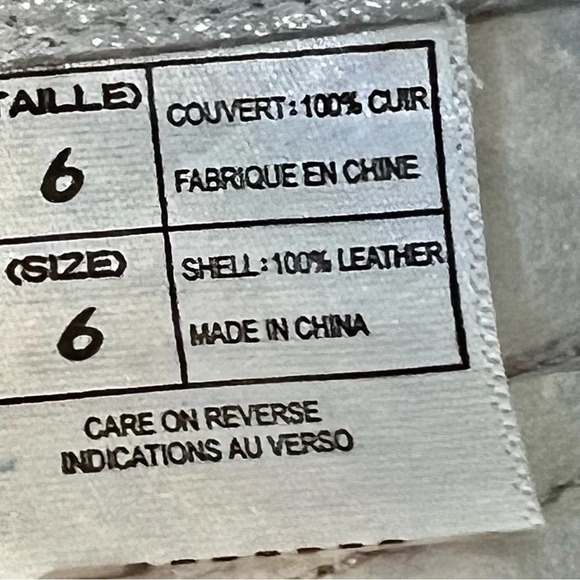 TAILLE)
6
COUVERT: 100% CUIR
FABRIQUE EN CHINE
(SIZE)
6
SHELL: 100% LEATHER
MADE IN CHINA
CARE ON REVERSE
INDICATIONS AU VERSO